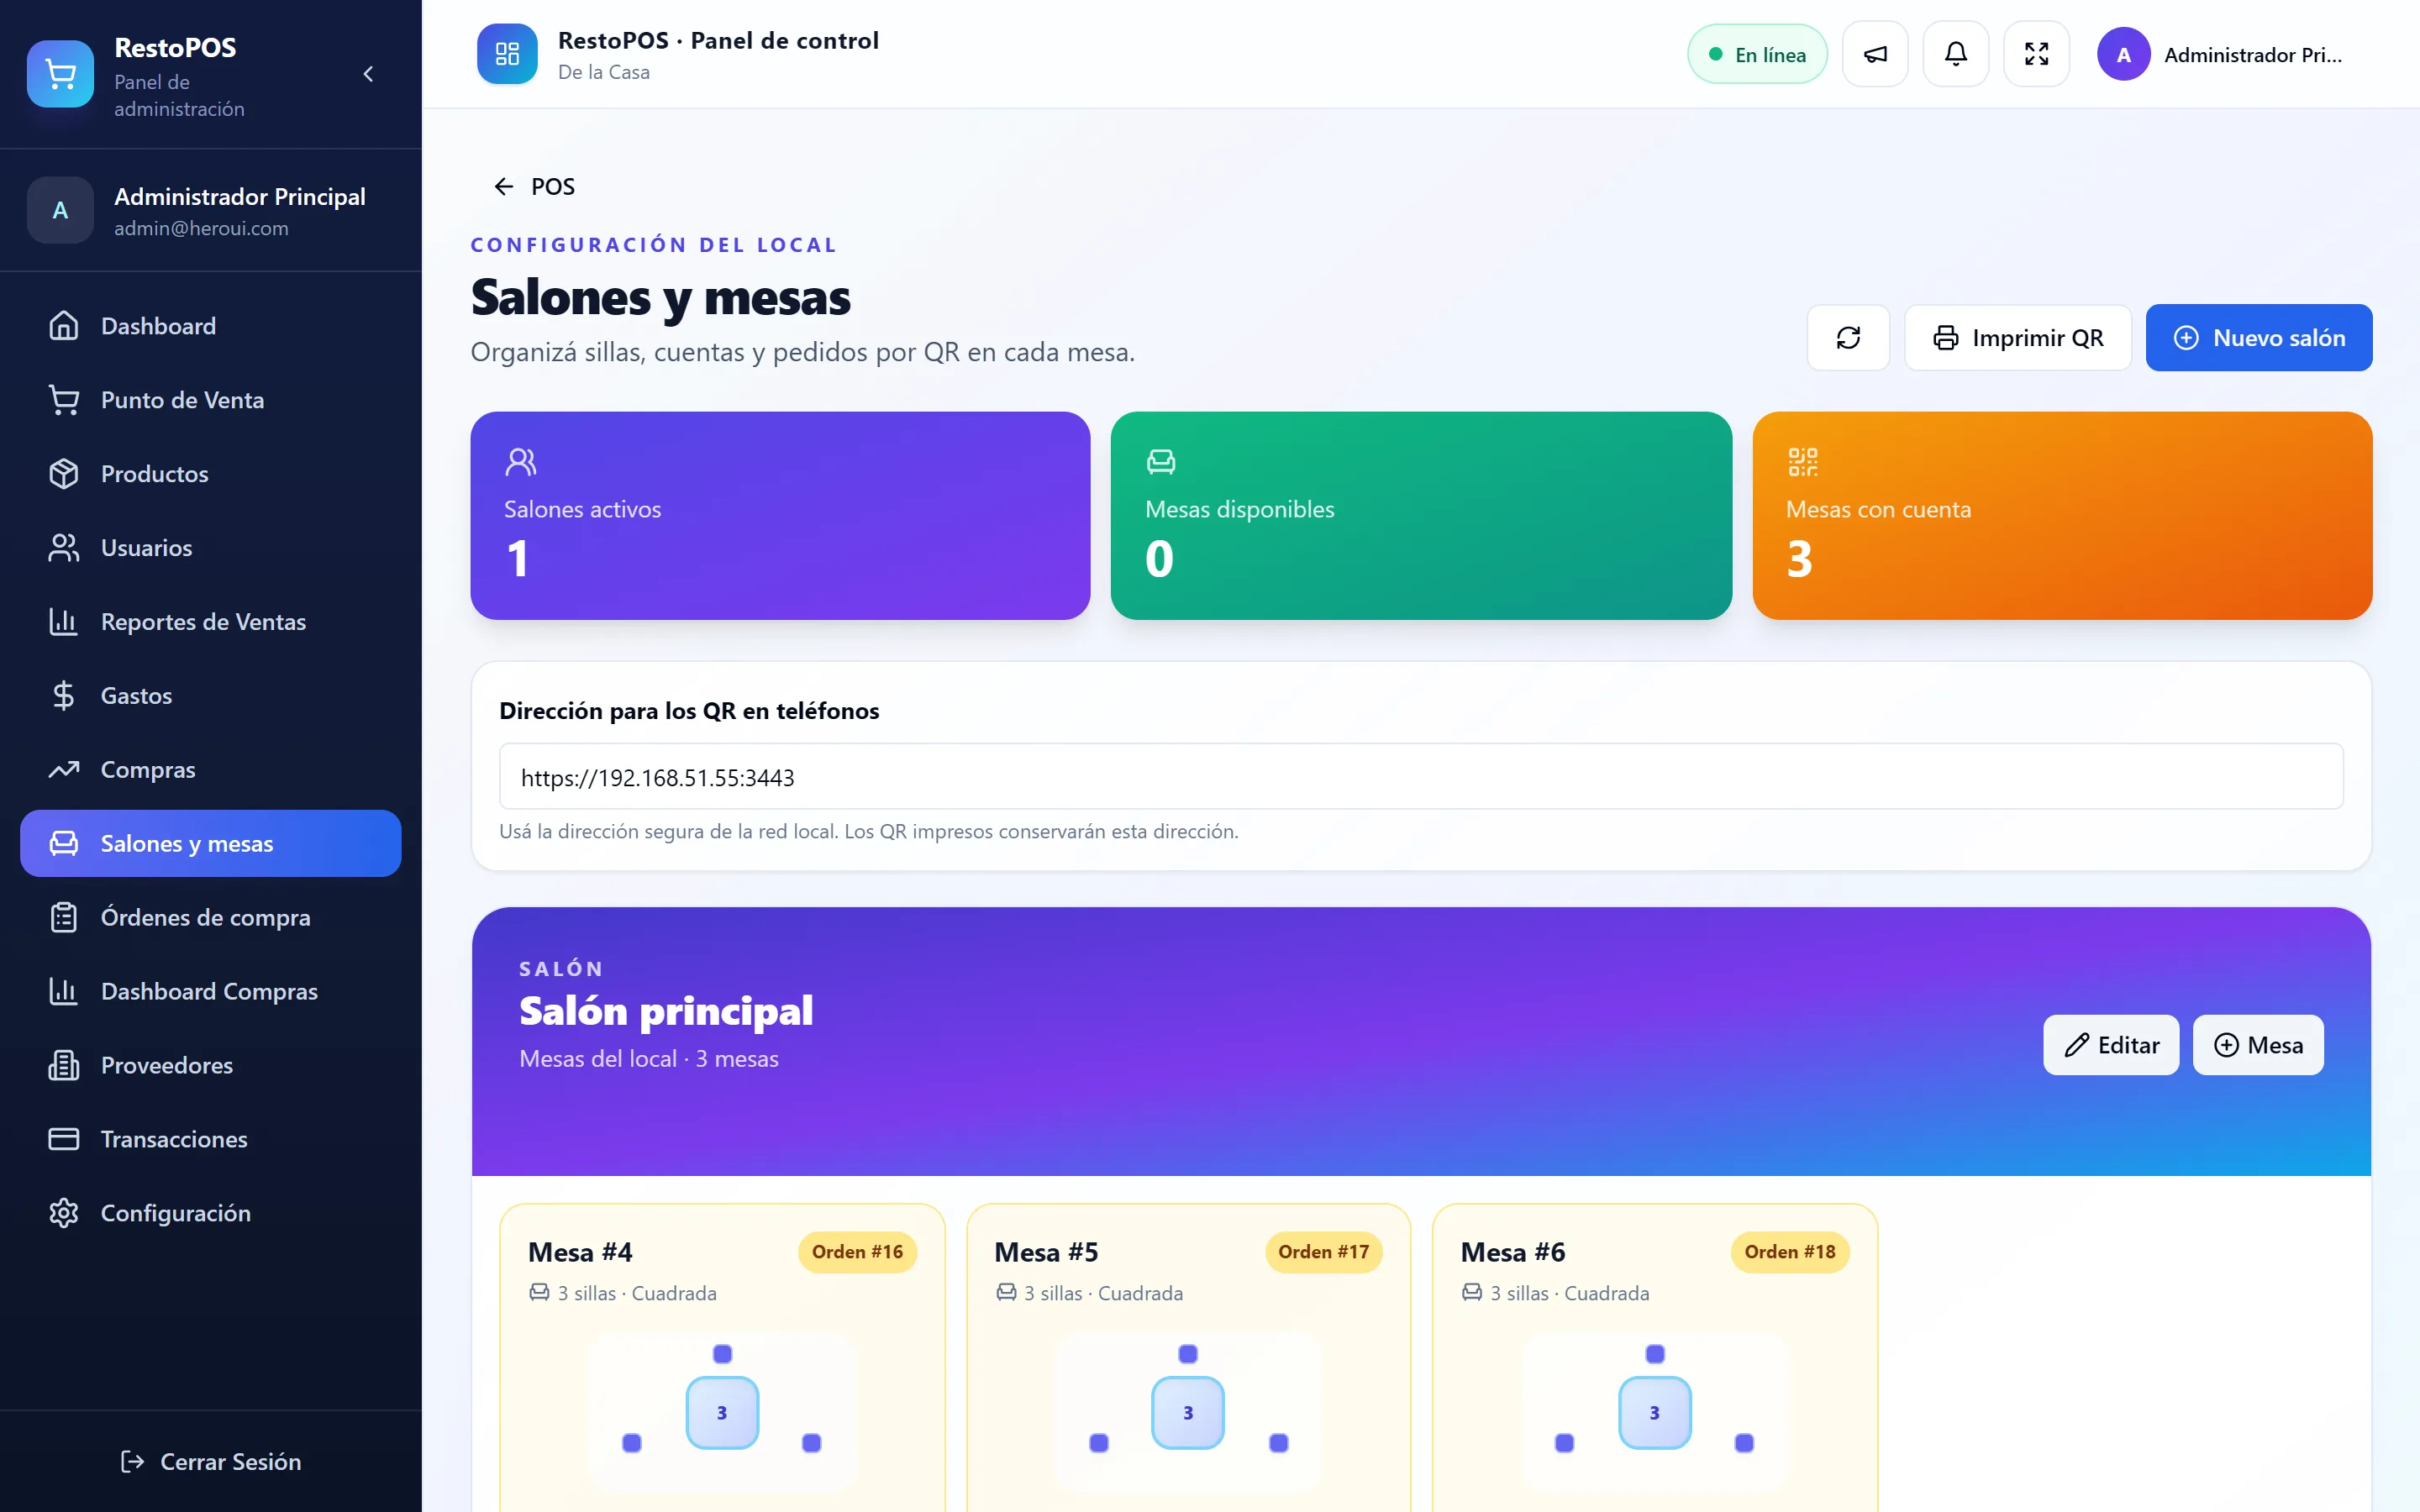 RestoPOS
Panel de
administración
A
Administrador Principal
admin@heroui.com
Dashboard
Punto de Venta
Productos
Usuarios
Reportes de Ventas
Gastos
Compras
Salones y mesas
Órdenes de compra
Dashboard Compras
Proveedores
Transacciones
Configuración
Cerrar Sesión
RestoPOS · Panel de control
De la Casa
En línea
A
Administrador Pri...
POS
CONFIGURACIÓN DEL LOCAL
Salones y mesas
Organizá sillas, cuentas y pedidos por QR en cada mesa.
Imprimir QR
Nuevo salón
Salones activos
1
Mesas disponibles
0
Mesas con cuenta
3
Dirección para los QR en teléfonos
https://192.168.51.55:3443
Usá la dirección segura de la red local. Los QR impresos conservarán esta dirección.
SALÓN
Salón principal
Mesas del local · 3 mesas
Editar
Mesa
Mesa #4
Orden #16
3 sillas · Cuadrada
3
Mesa #5
Orden #17
3 sillas · Cuadrada
3
Mesa #6
Orden #18
3 sillas · Cuadrada
3